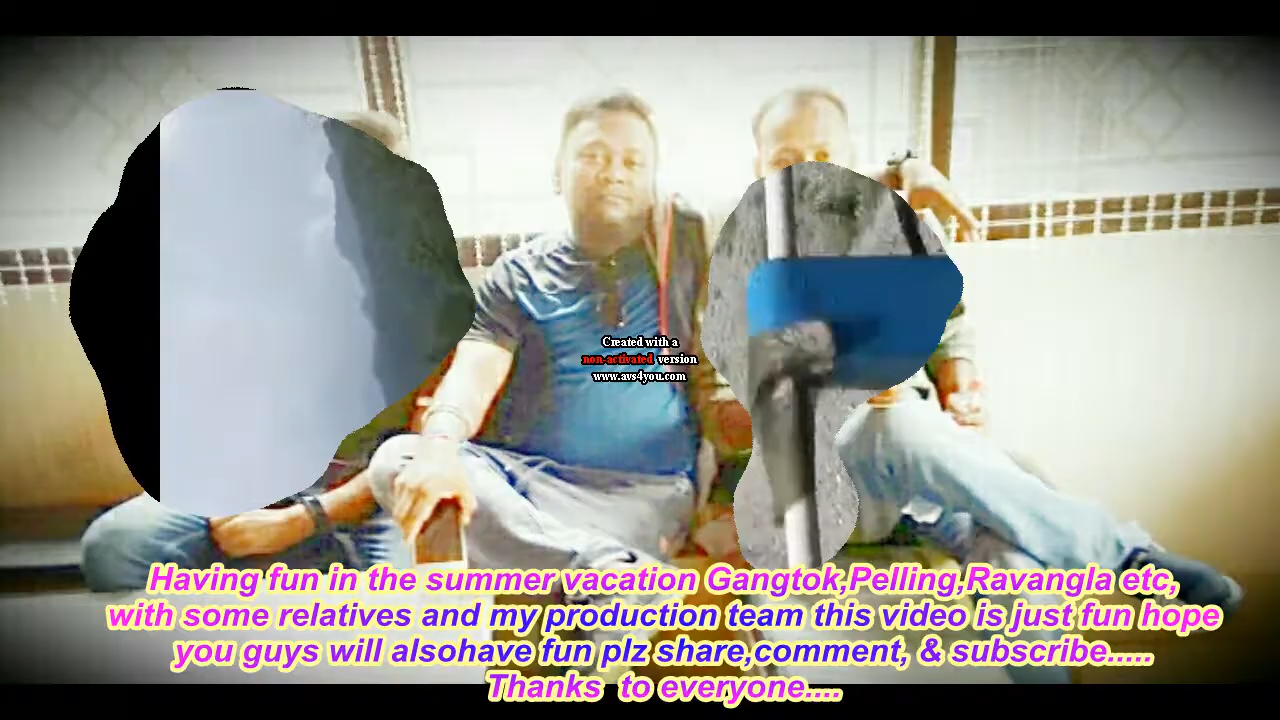 Created with a
non-activated version
www.avs4you.com
Having fun in the summer vacation Gangtok,Pelling,Ravangla etc,
with some relatives and my production team this video is just fun hope
you guys will alsohave fun plz share,comment, & subscribe.....
Thanks to everyone....